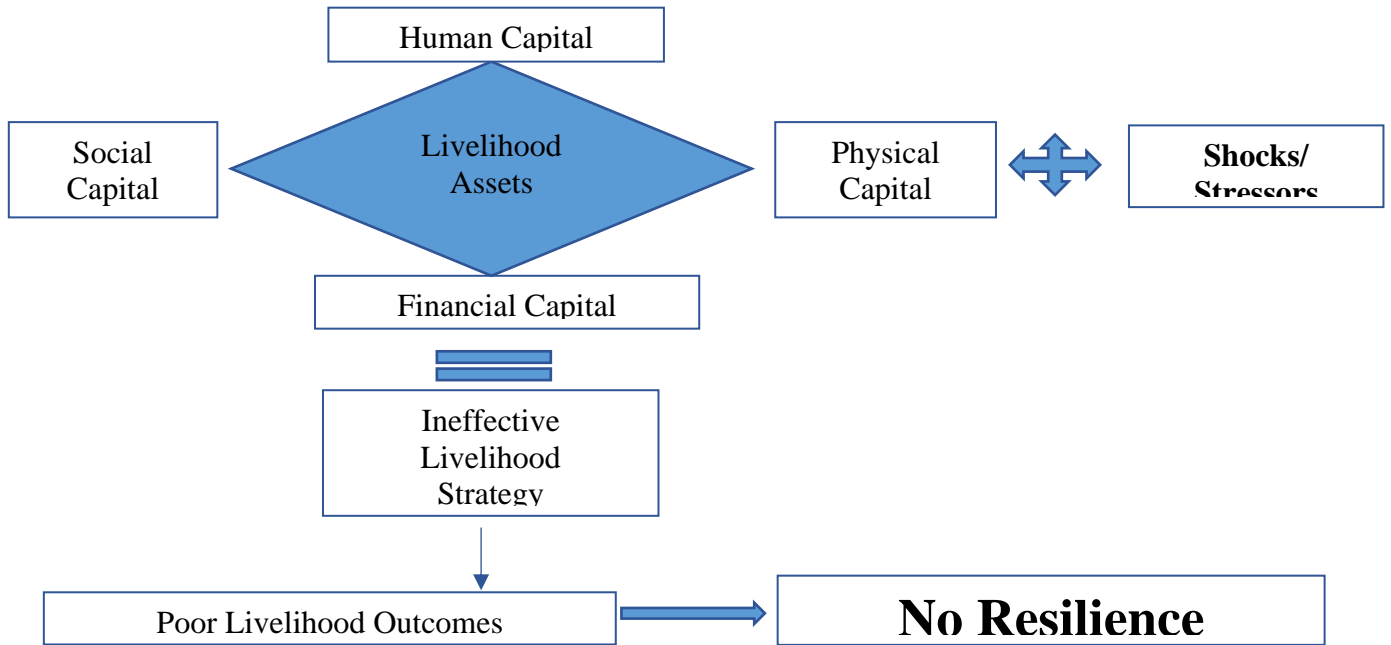 Human Capital
Social
Capital
Livelihood
Assets
Physical
Capital
Shocks/
Stressors
Financial Capital
Ineffective
Livelihood
Strategy
Poor Livelihood Outcomes
No Resilience